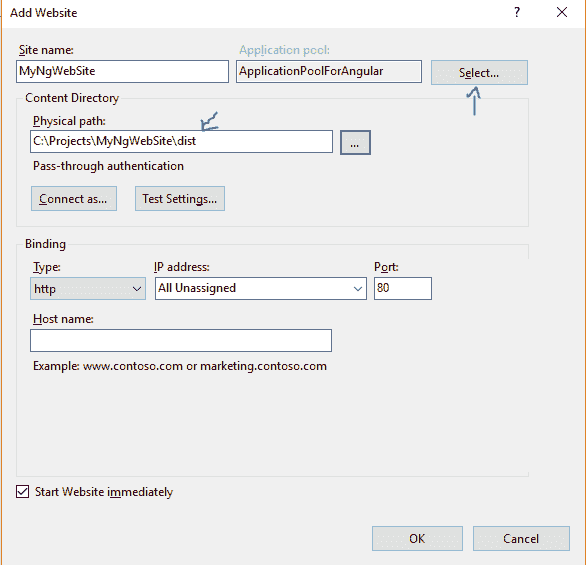 Add Website
? 
Site name: Application pool:
MyNgWebSite ApplicationPoolForAngular Select...
Content Directory
Physical path:
C:\Projects\MyNgWebSite\dist ...
Pass-through authentication
Connect as... Test Settings...
Binding
Type: IP address: Port:
http All Unassigned 80
Host name:
Example: www.contoso.com or marketing.contoso.com
Start Website immediately
OK Cancel